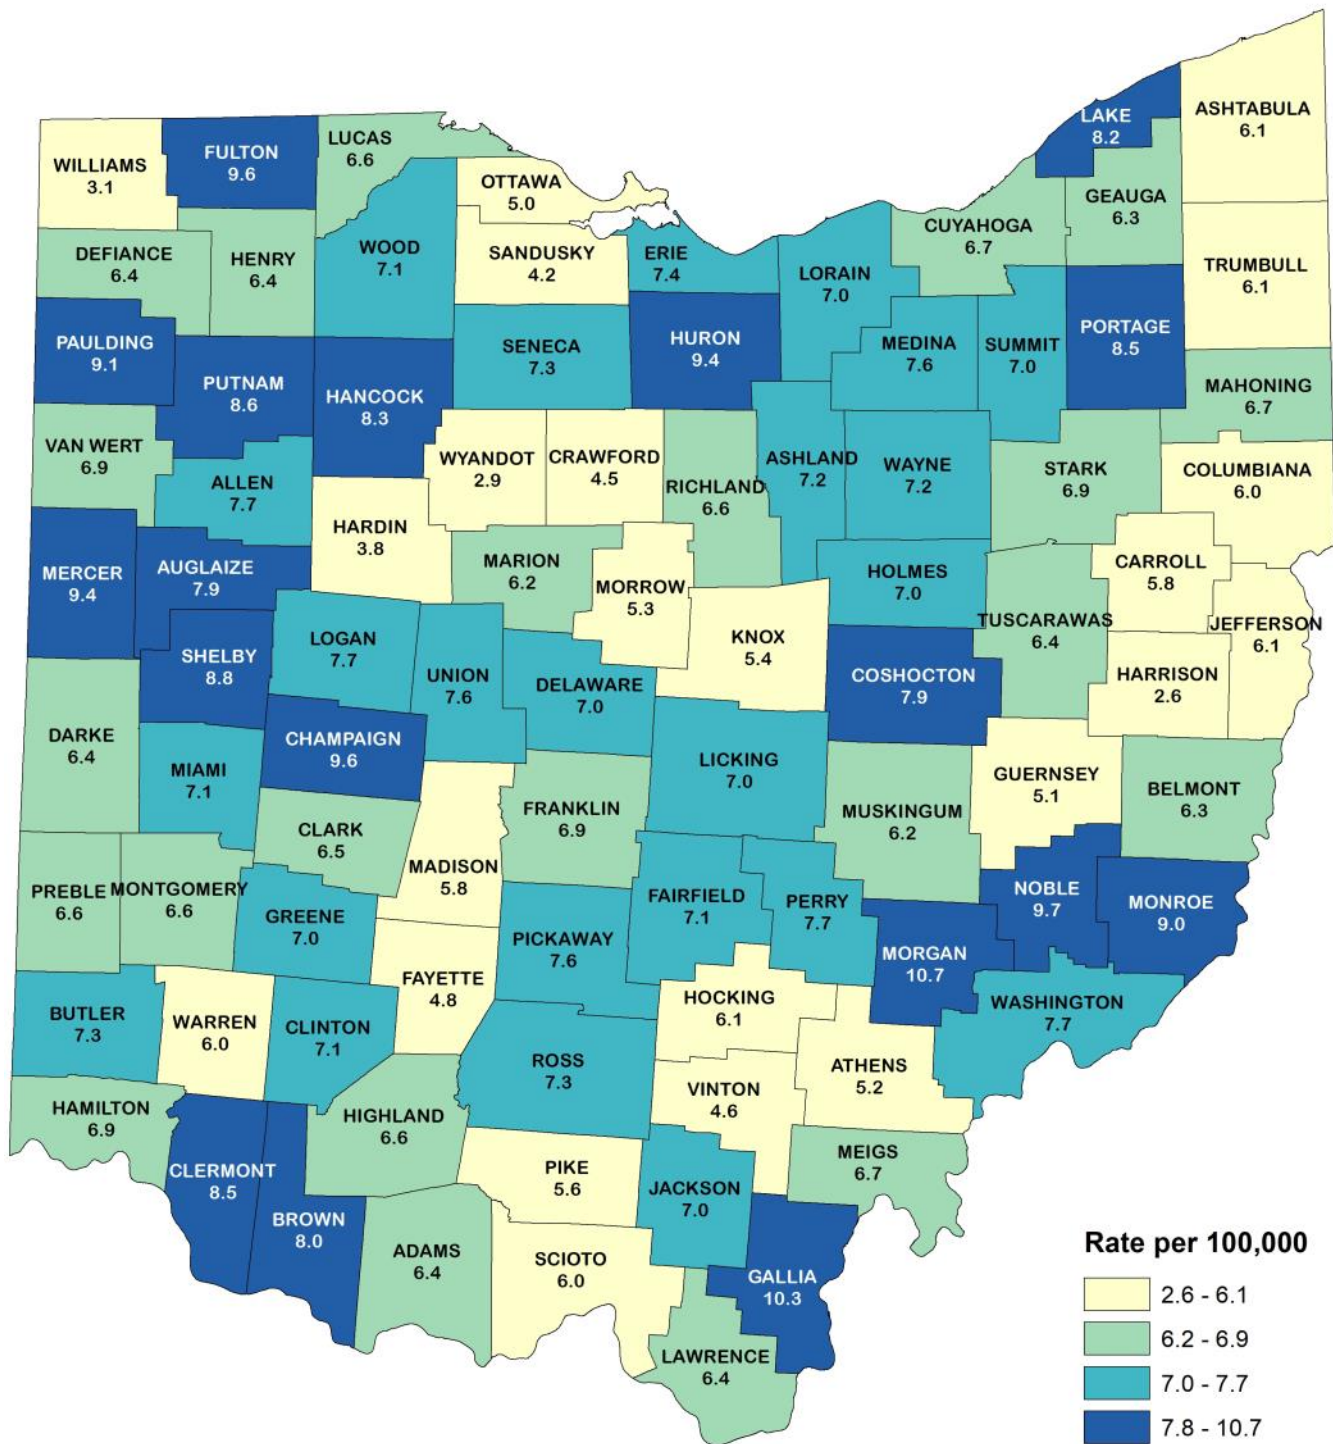 LAKE
8.2
ASHTABULA
6.1
WILLIAMS
3.1
FULTON
9.6
LUCAS
6.6
OTTAWA
5.0
GEAUGA
6.3
CUYAHOGA
6.7
DEFIANCE
6.4
HENRY
6.4
WOOD
7.1
SANDUSKY
4.2
ERIE
7.4
LORAIN
7.0
TRUMBULL
6.1
PAULDING
9.1
PUTNAM
8.6
HANCOCK
8.3
SENECA
7.3
HURON
9.4
MEDINA
7.6
SUMMIT
7.0
PORTAGE
8.5
MAHONING
6.7
VAN WERT
6.9
ALLEN
7.7
WYANDOT
2.9
CRAWFORD
4.5
RICHLAND
6.6
ASHLAND
7.2
WAYNE
7.2
STARK
6.9
COLUMBIANA
6.0
HARDIN
3.8
MERCER
9.4
AUGLAIZE
7.9
MARION
6.2
MORROW
5.3
HOLMES
7.0
CARROLL
5.8
TUSCARAWAS
6.4
JEFFERSON
6.1
SHELBY
8.8
LOGAN
7.7
UNION
7.6
DELAWARE
7.0
KNOX
5.4
COSHOCTON
7.9
HARRISON
2.6
DARKE
6.4
MIAMI
7.1
CHAMPAIGN
9.6
LICKING
7.0
GUERNSEY
5.1
BELMONT
6.3
CLARK
6.5
FRANKLIN
6.9
MUSKINGUM
6.2
MADISON
5.8
PREBLE
6.6
MONTGOMERY
6.6
GREENE
7.0
FAIRFIELD
7.1
PERRY
7.7
NOBLE
9.7
MONROE
9.0
PICKAWAY
7.6
MORGAN
10.7
FAYETTE
4.8
HOCKING
6.1
WASHINGTON
7.7
BUTLER
7.3
WARREN
6.0
CLINTON
7.1
ROSS
7.3
ATHENS
5.2
VINTON
4.6
HAMILTON
6.9
HIGHLAND
6.6
MEIGS
6.7
CLERMONT
8.5
PIKE
5.6
JACKSON
7.0
BROWN
8.0
ADAMS
6.4
SCIOTO
6.0
GALLIA
10.3
LAWRENCE
6.4
Rate per 100,000
2.6 - 6.1
6.2 - 6.9
7.0 - 7.7
7.8 - 10.7